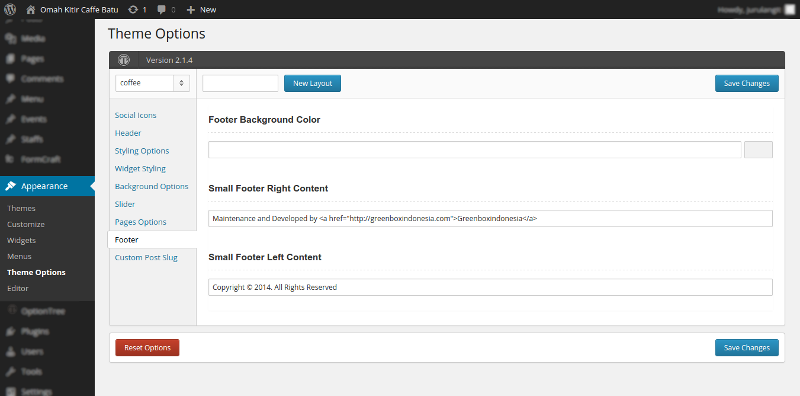 Omah Kitir Caffe Batu 1 0 + New
Media
Pages
Comments
Menu
Events
Staffs
FormCraft
Appearance
Themes
Customize
Widgets
Menus
Theme Options
Editor
OptionTree
Plugins
Users
Tools
Settings
Theme Options
Version 2.1.4
coffee New Layout Save Changes
Social Icons
Header
Styling Options
Widget Styling
Background Options
Slider
Pages Options
Footer
Custom Post Slug
Footer Background Color
Small Footer Right Content
Maintenance and Developed by <a href="http://greenboxindonesia.com">Greenboxindonesia</a>
Small Footer Left Content
Copyright © 2014. All Rights Reserved
Reset Options Save Changes